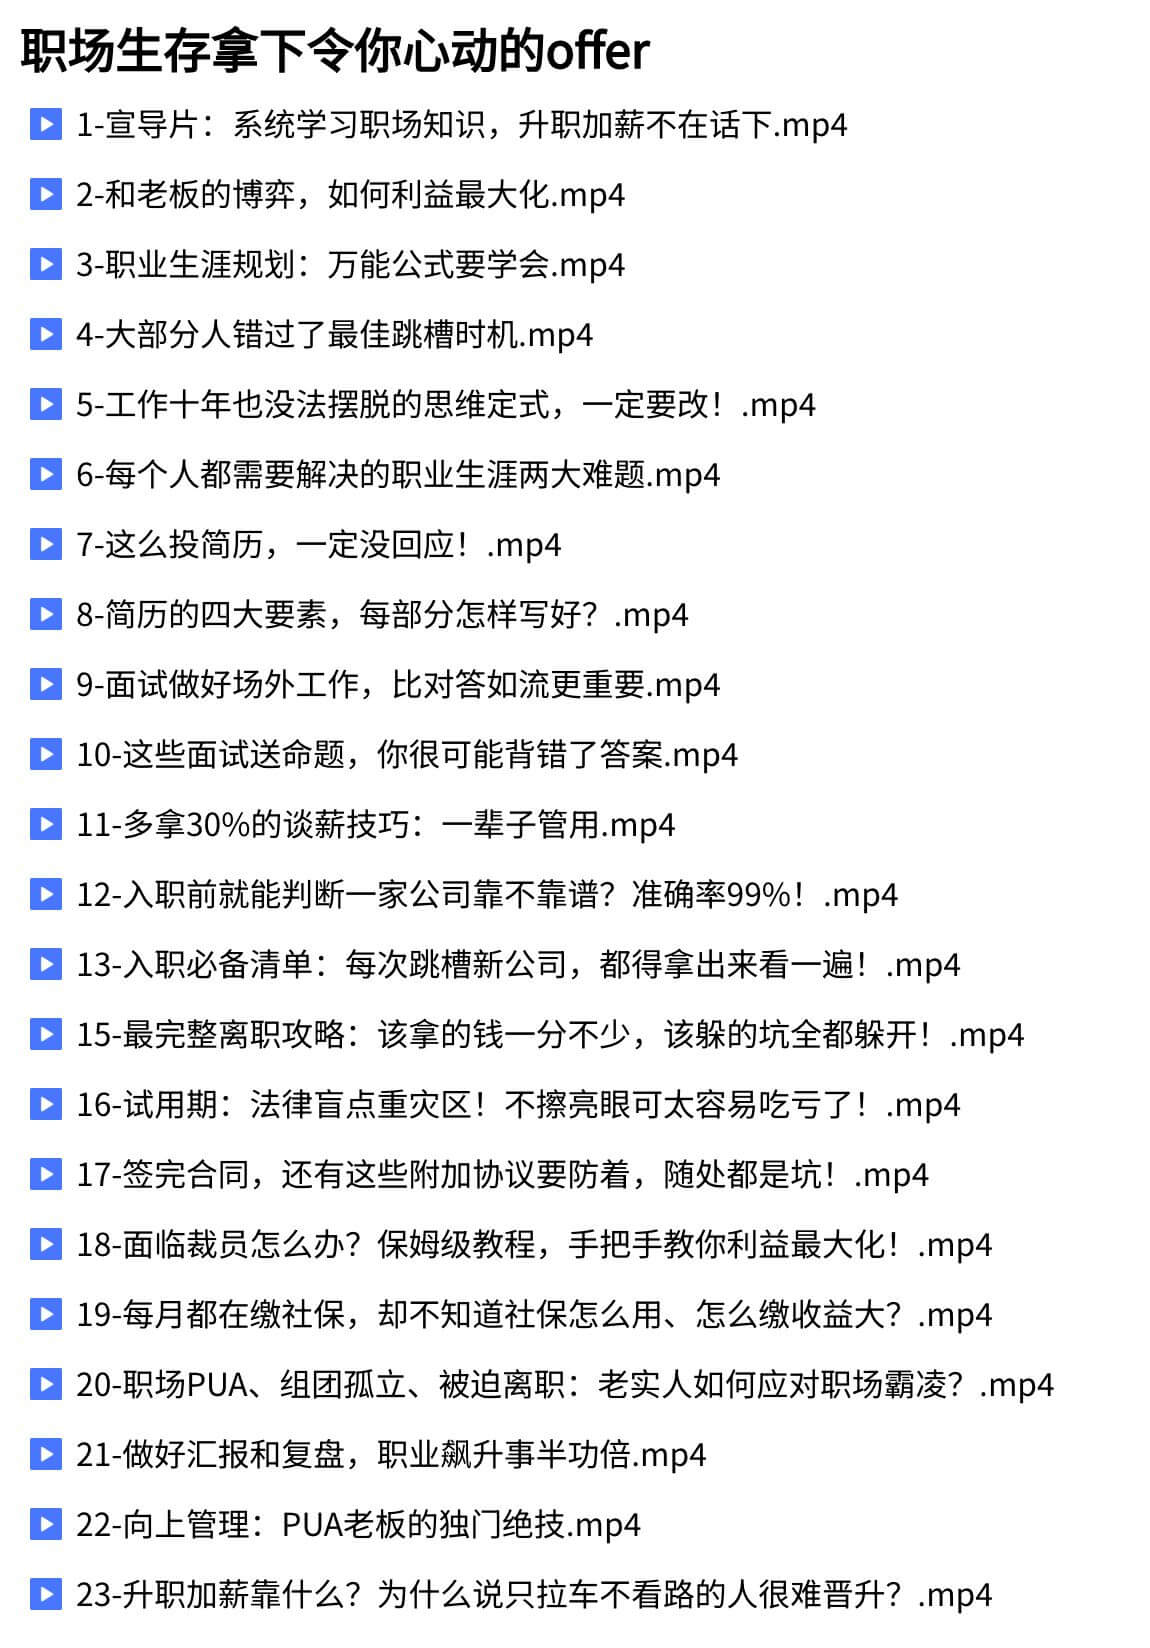 职场生存拿下令你心动的offer
1-宣导片：系统学习职场知识，升职加薪不在话下.mp4
2-和老板的博弈，如何利益最大化.mp4
3-职业生涯规划：万能公式要学会.mp4
4-大部分人错过了最佳跳槽时机.mp4
5-工作十年也没法摆脱的思维定式，一定要改！.mp4
6-每个人都需要解决的职业生涯两大难题.mp4
7-这么投简历，一定没回应！.mp4
8-简历的四大要素，每部分怎样写好？.mp4
9-面试做好场外工作，比对答如流更重要.mp4
10-这些面试送命题，你很可能背错了答案.mp4
11-多拿30%的谈薪技巧：一辈子管用.mp4
12-入职前就能判断一家公司靠不靠谱？准确率99%！.mp4
13-入职必备清单：每次跳槽新公司，都得拿出来看一遍！.mp4
15-最完整离职攻略：该拿的钱一分不少，该躲的坑全都躲开！.mp4
16-试用期：法律盲点重灾区！不擦亮眼可太容易吃亏了！.mp4
17-签完合同，还有这些附加协议要防着，随处都是坑！.mp4
18-面临裁员怎么办？保姆级教程，手把手教你利益最大化！.mp4
19-每月都在缴社保，却不知道社保怎么用、怎么缴收益大？.mp4
20-职场PUA、组团孤立、被迫离职：老实人如何应对职场霸凌？.mp4
21-做好汇报和复盘，职业飙升事半功倍.mp4
22-向上管理：PUA老板的独门绝技.mp4
23-升职加薪靠什么？为什么说只拉车不看路的人很难晋升？.mp4